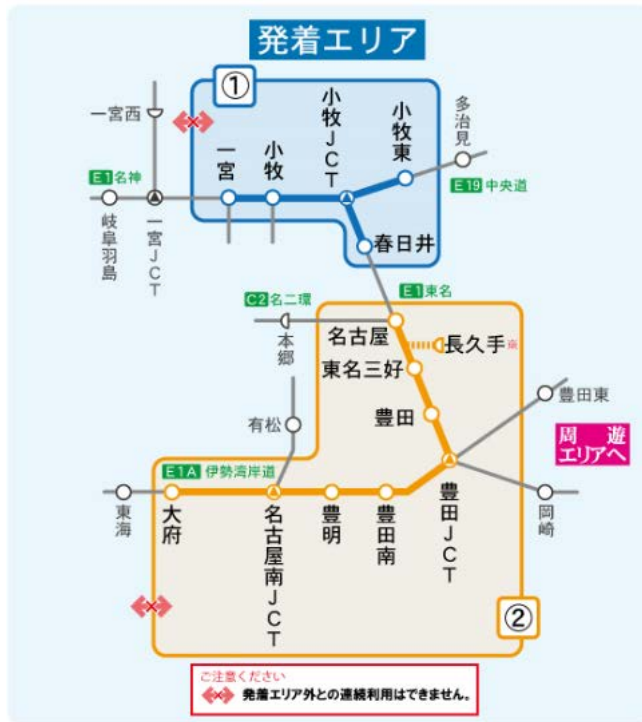 発着エリア
①
一宮西
一宮
小牧
小牧JCT
小牧東
多治見
E1 名神
E19 中央道
岐阜羽島
一宮JCT
春日井
C2 名二環
E1 東名
本郷
名古屋
長久手※
東名三好
有松
豊田
豊田東
周遊
エリアへ
E1A 伊勢湾岸道
東海
大府
名古屋南JCT
豊明
豊田南
豊田JCT
岡崎
②
ご注意ください
発着エリア外との連続利用はできません。